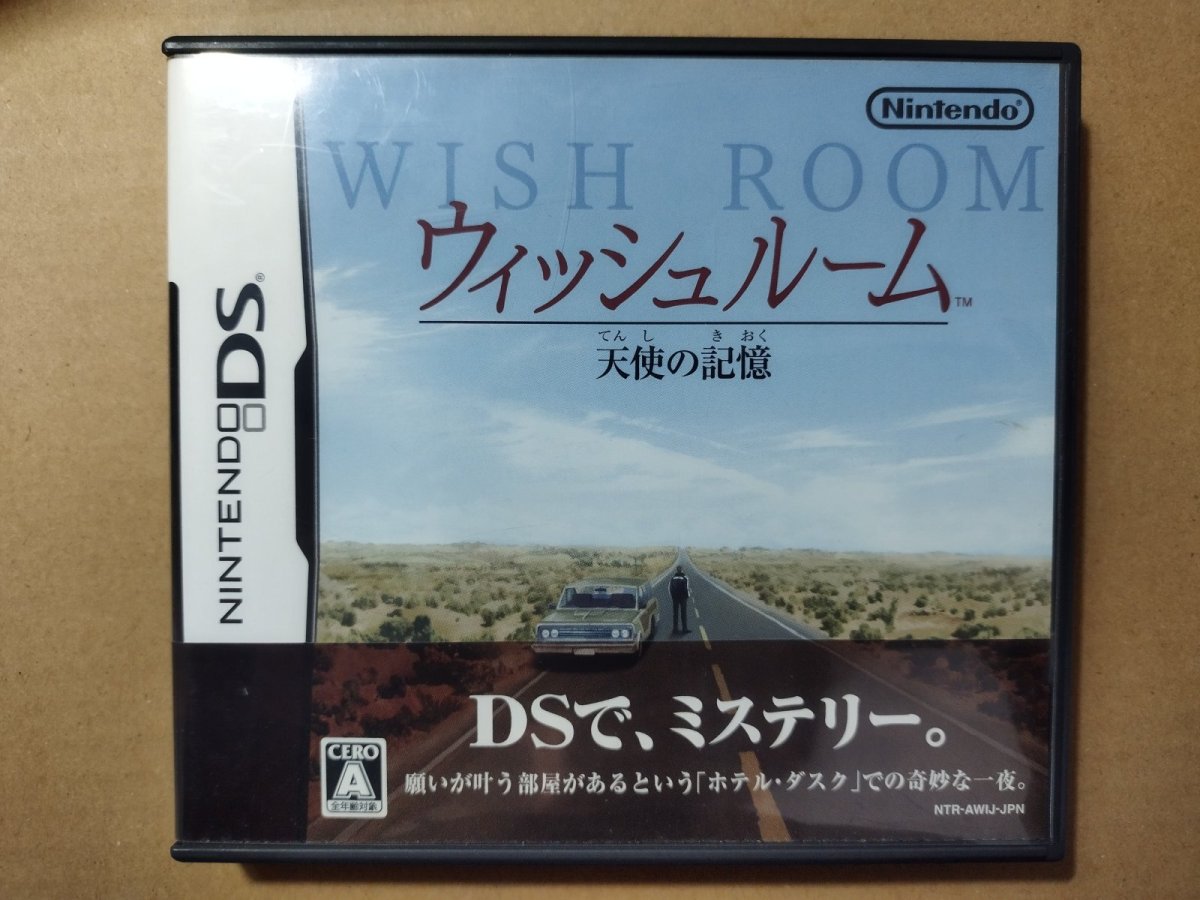 Nintendo®
WISH ROOM
ウィッシュルーム™
てんし きおく
天使の記憶
NINTENDO DS®
DSで、ミステリー。
願いが叶う部屋があるという「ホテル・ダスク」での奇妙な一夜。
NTR-AWIJ-JPN
CERO
A
全年齢対象